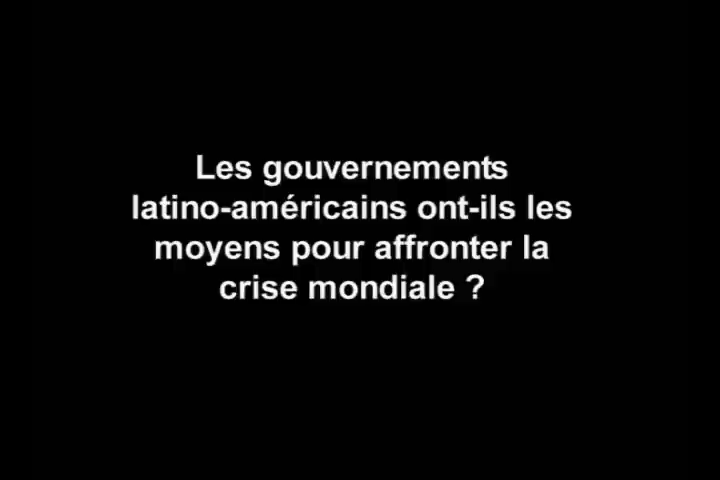 Les gouvernements
latino-américains ont-ils les
moyens pour affronter la
crise mondiale ?